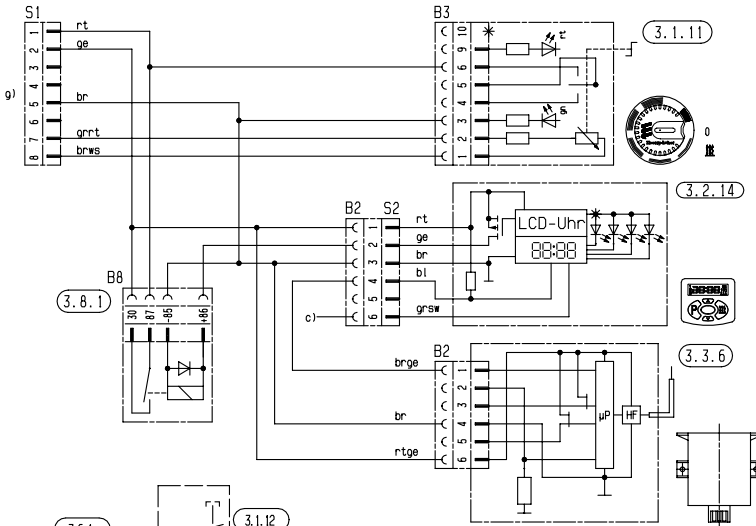 S1
1 rt
2 ge
3
4
g)
5 br
6
7 grrt
8 brws
B3
10
9
6
5
4
3
2
1
rt
gn
3.1.11
0
B2 S2
1 rt
2 ge
3 br
4 bl
5
c) 6 grsw
LCD-Uhr
88:88
3.2.14
P
B8
3.8.1
30 87 -85 +86
B2
brge 1
2
3
br 4
5
rtge 6
µP
HF
3.3.6
3.1.12